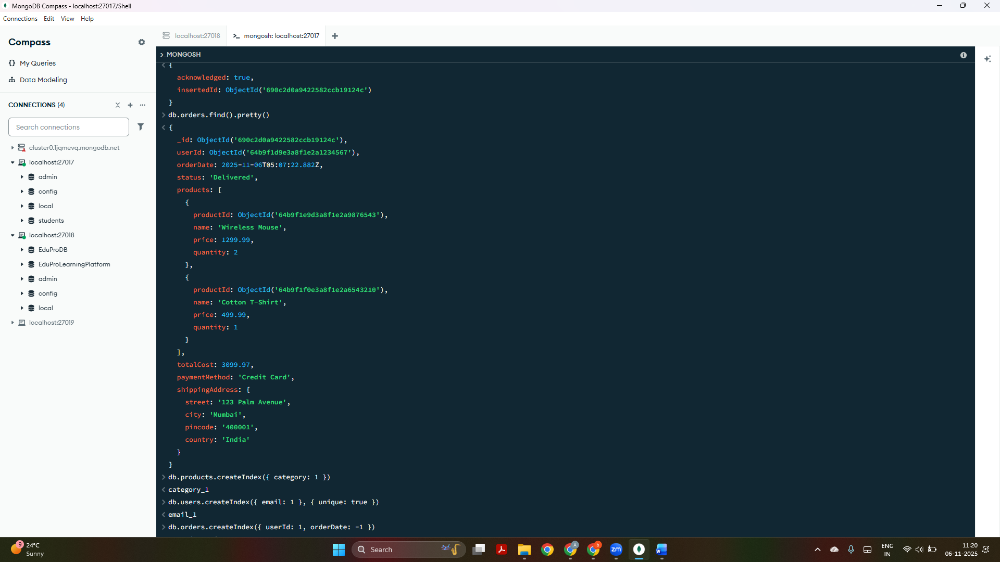 MongoDB Compass - localhost:27017/Shell
Connections Edit View Help
Compass
My Queries
Data Modeling
CONNECTIONS (4)
Search connections
cluster0.1jqmevq.mongodb.net
localhost:27017
admin
config
local
students
localhost:27018
EduProDB
EduProLearningPlatform
admin
config
local
localhost:27019
localhost:27018
>_ mongosh: localhost:27017
>_MONGOSH
< {
acknowledged: true,
insertedId: ObjectId('690c2d0a9422582ccb19124c')
}
> db.orders.find().pretty()
< {
_id: ObjectId('690c2d0a9422582ccb19124c'),
userId: ObjectId('64b9f1d9e3a8f1e2a1234567'),
orderDate: 2025-11-06T05:07:22.882Z,
status: 'Delivered',
products: [
{
productId: ObjectId('64b9f1e9d3a8f1e2a9876543'),
name: 'Wireless Mouse',
price: 1299.99,
quantity: 2
},
{
productId: ObjectId('64b9f1f0e3a8f1e2a6543210'),
name: 'Cotton T-Shirt',
price: 499.99,
quantity: 1
}
],
totalCost: 3099.97,
paymentMethod: 'Credit Card',
shippingAddress: {
street: '123 Palm Avenue',
city: 'Mumbai',
pincode: '400001',
country: 'India'
}
}
> db.products.createIndex({ category: 1 })
< category_1
> db.users.createIndex({ email: 1 }, { unique: true })
< email_1
> db.orders.createIndex({ userId: 1, orderDate: -1 })
9
24°C
Sunny
Search
A
b
zm
W
ENG
IN
11:20
06-11-2025